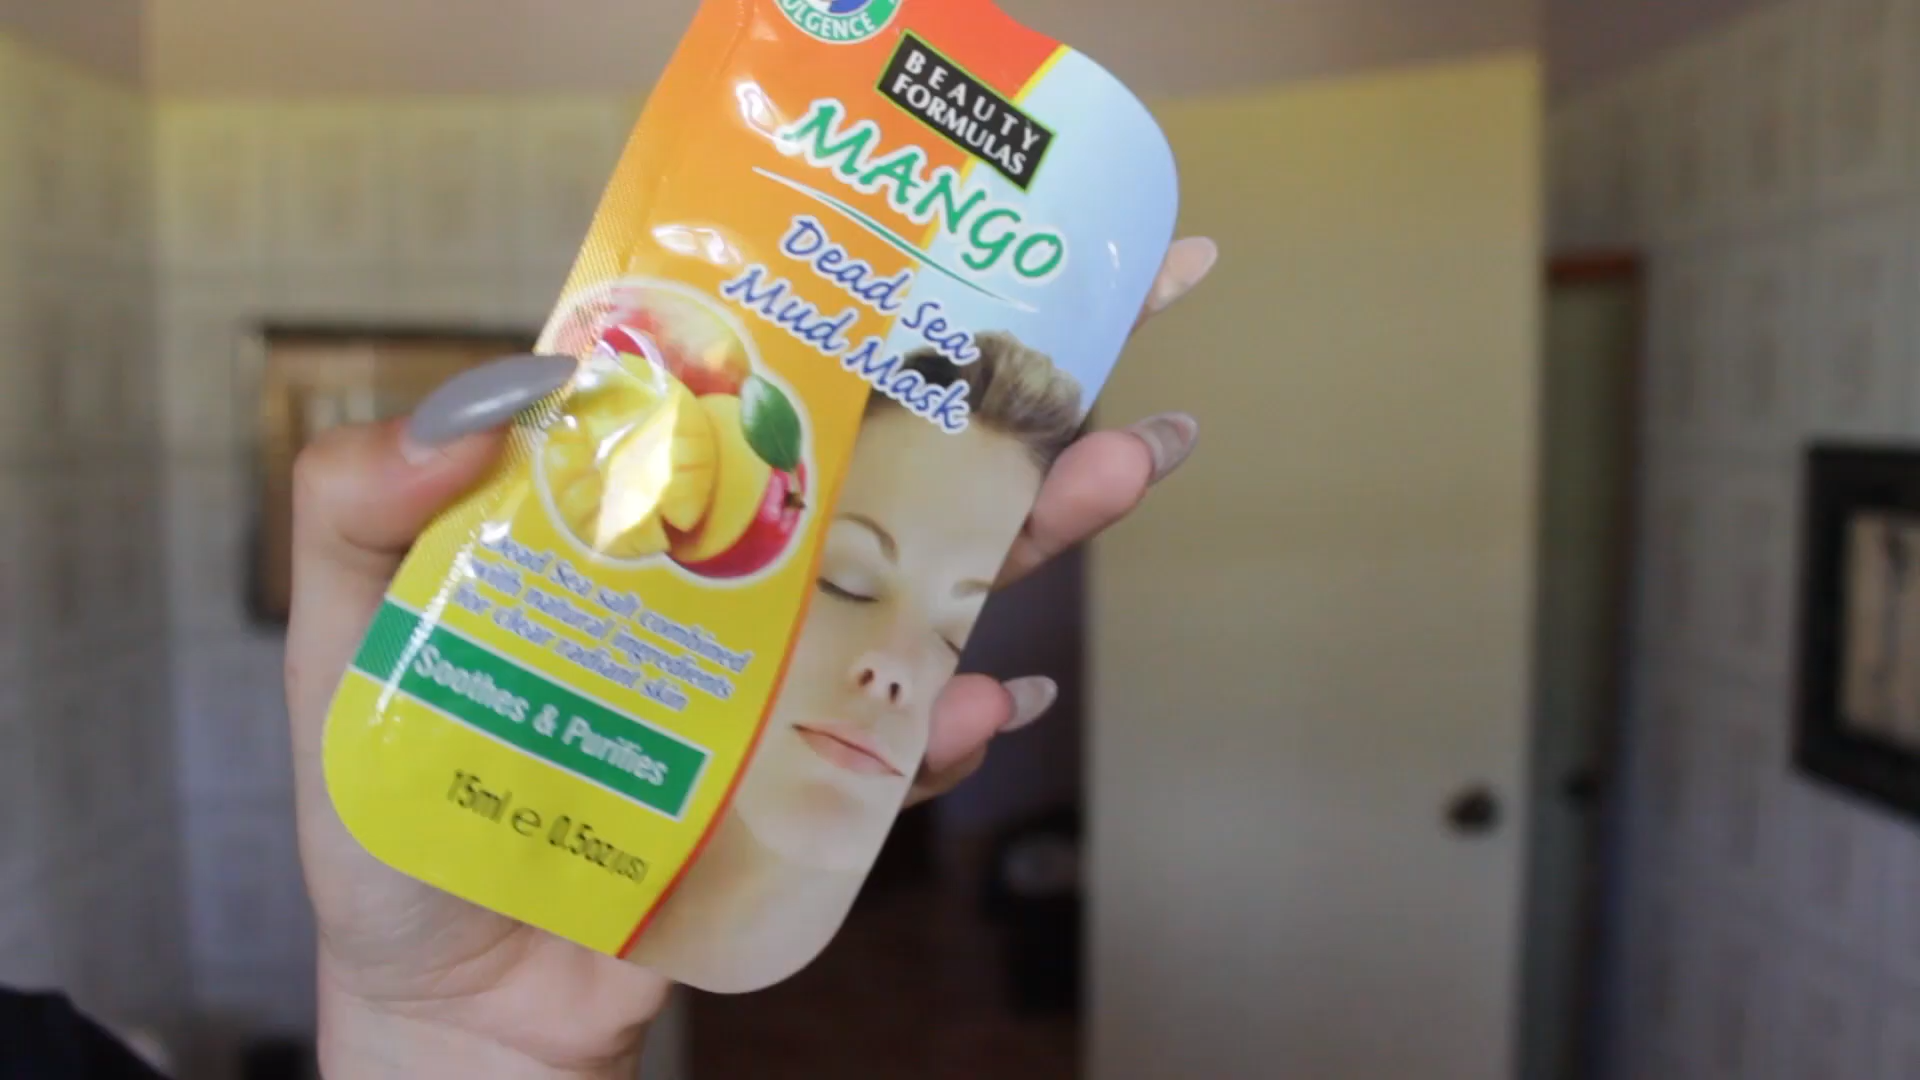 ULGENCE
BEAUTY
FORMULAS
MANGO
Dead Sea
Mud Mask
Dead Sea salt combined
with natural ingredients
for clear radiant skin
Soothes & Purifies
15ml e 0.5oz(US)